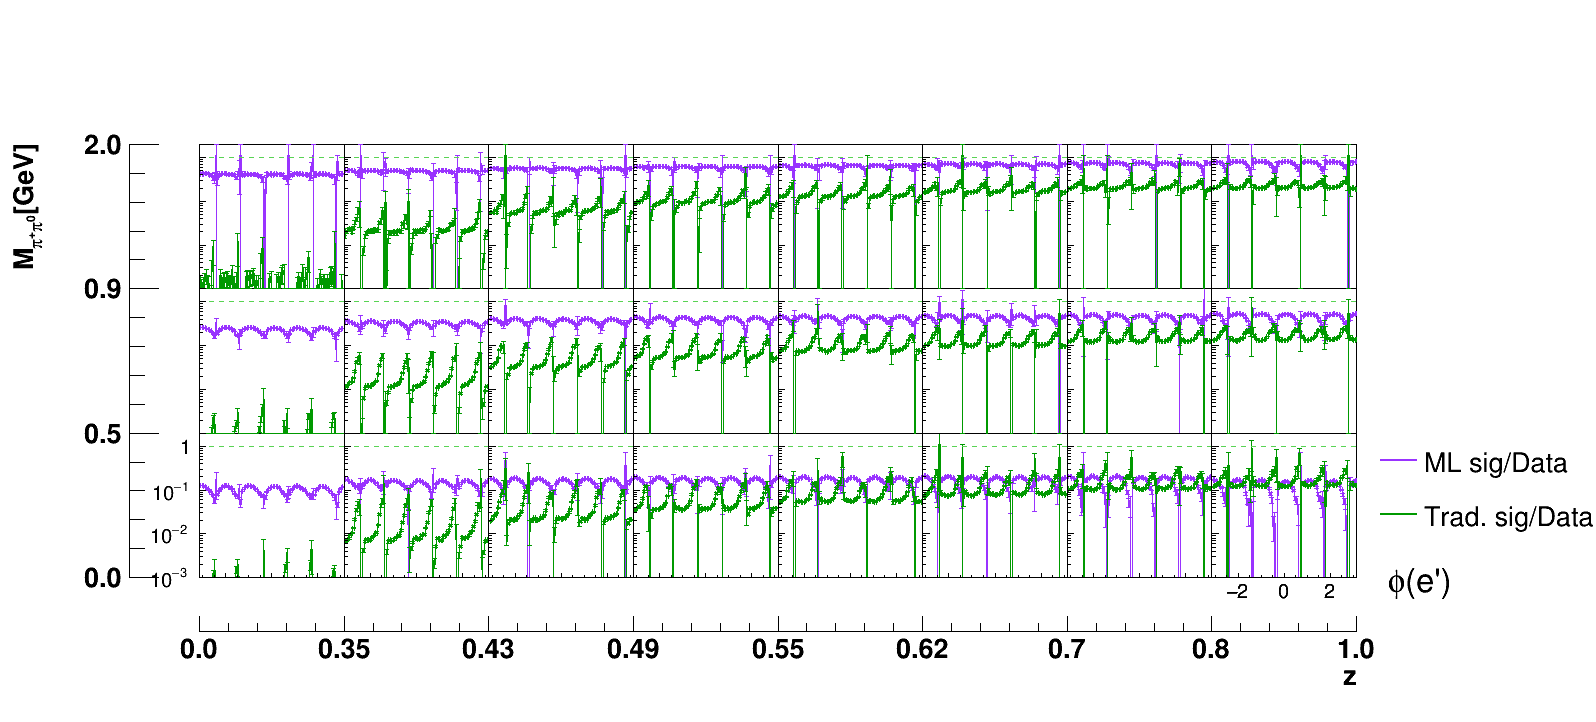 M π⁺π⁰ [GeV]
2.0
0.9
0.5
0.0
1
10⁻¹
10⁻²
10⁻³
ML sig/Data
Trad. sig/Data
−2 0 2
ϕ(e')
0.0 0.35 0.43 0.49 0.55 0.62 0.7 0.8 1.0
z